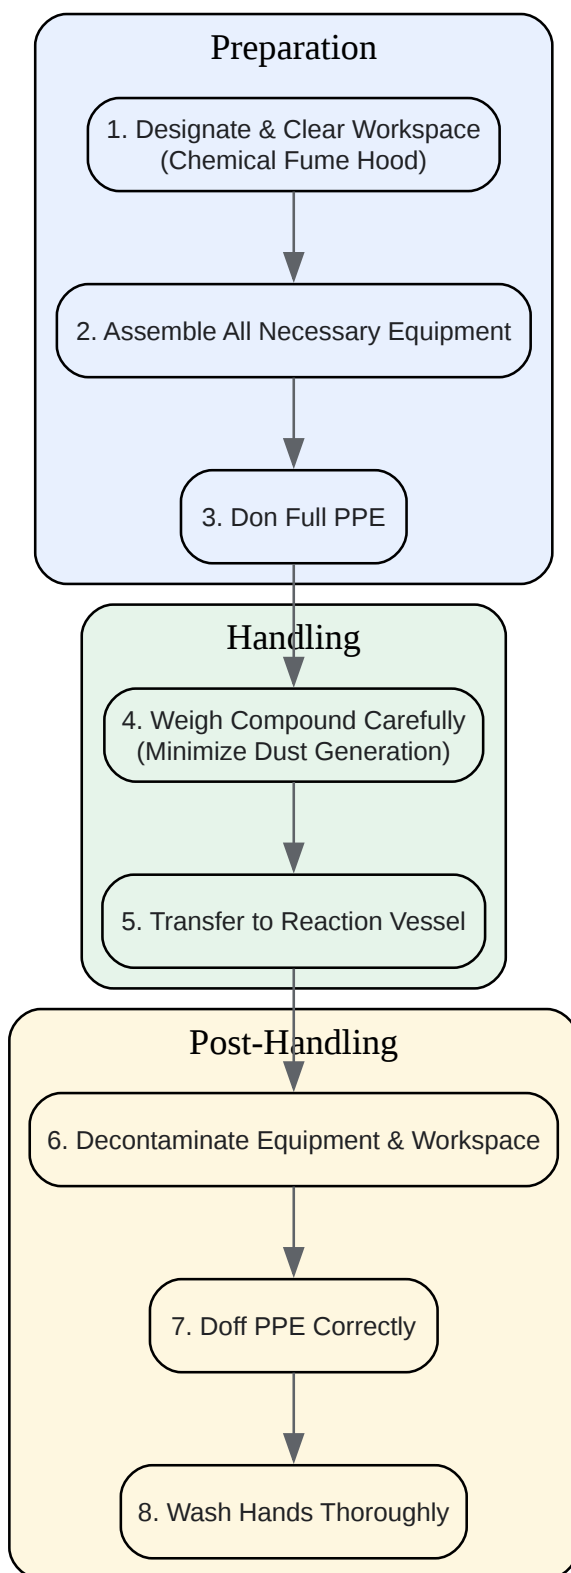 Preparation
1. Designate & Clear Workspace
(Chemical Fume Hood)
2. Assemble All Necessary Equipment
3. Don Full PPE
Handling
4. Weigh Compound Carefully
(Minimize Dust Generation)
5. Transfer to Reaction Vessel
Post-Handling
6. Decontaminate Equipment & Workspace
7. Doff PPE Correctly
8. Wash Hands Thoroughly